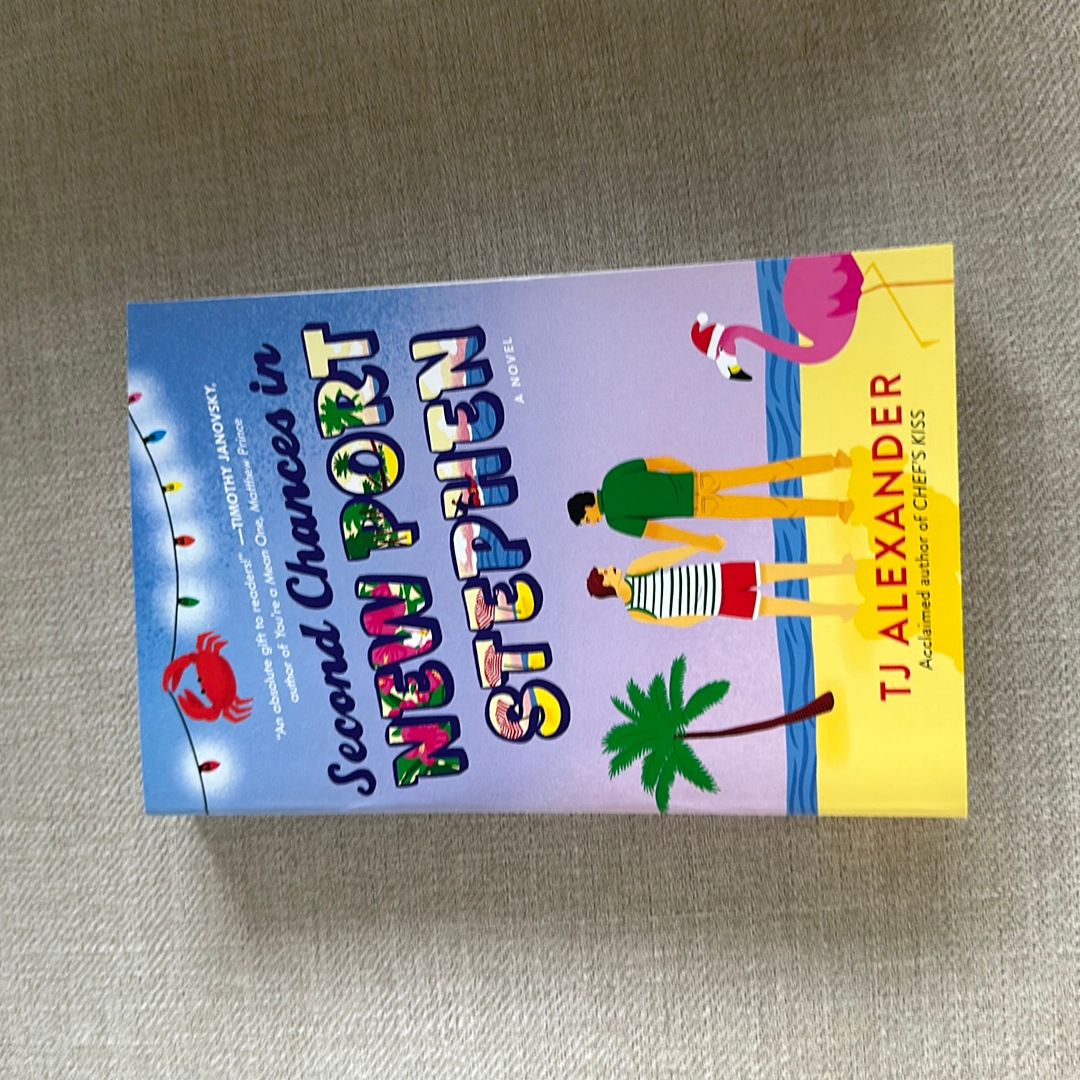 "An absolute gift to readers!" —TIMOTHY JANOVSKY,
author of You're a Mean One, Matthew Prince
Second Chances in
NEW PORT
STEPHEN
A NOVEL
TJ ALEXANDER
Acclaimed author of CHEF'S KISS